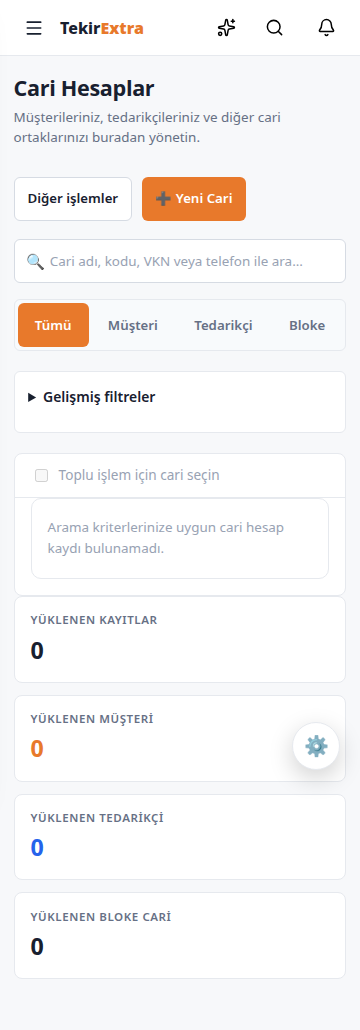 TekirExtra
Cari Hesaplar
Müşterileriniz, tedarikçileriniz ve diğer cari
ortaklarınızı buradan yönetin.
Diğer işlemler
➕ Yeni Cari
🔍 Cari adı, kodu, VKN veya telefon ile ara...
Tümü Müşteri Tedarikçi Bloke
▶ Gelişmiş filtreler
Toplu işlem için cari seçin
Arama kriterlerinize uygun cari hesap
kaydı bulunamadı.
YÜKLENEN KAYITLAR
0
YÜKLENEN MÜŞTERİ
0
YÜKLENEN TEDARİKÇİ
0
YÜKLENEN BLOKE CARİ
0